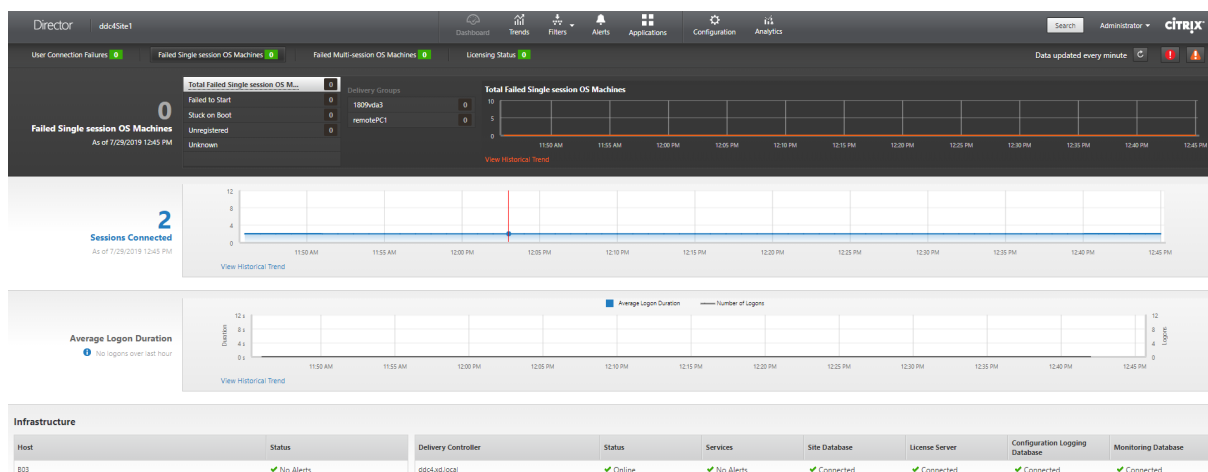 Director ddc4Site1 Dashboard Trends Filters Alerts Applications Configuration Analytics Search Administrator CİTRİX
User Connection Failures 0 Failed Single session OS Machines 0 Failed Multi-session OS Machines 0 Licensing Status 0 Data updated every minute
0
Failed Single session OS Machines
As of 7/29/2019 12:45 PM
Total Failed Single session OS M... 0
Failed to Start 0
Stuck on Boot 0
Unregistered 0
Unknown
Delivery Groups
1809vda3 0
remotePC1 0
Total Failed Single session OS Machines
10
5
0
11:50 AM 11:55 AM 12:00 PM 12:05 PM 12:10 PM 12:15 PM 12:20 PM 12:25 PM 12:30 PM 12:35 PM 12:40 PM 12:45 PM
View Historical Trend
2
Sessions Connected
As of 7/29/2019 12:45 PM
12
8
4
0
11:50 AM 11:55 AM 12:00 PM 12:05 PM 12:10 PM 12:15 PM 12:20 PM 12:25 PM 12:30 PM 12:35 PM 12:40 PM 12:45 PM
View Historical Trend
Average Logon Duration
No logons over last hour
Average Logon Duration Number of Logons
Duration
12 s
8 s
4 s
0 s
12
8
4
0
Logons
11:50 AM 11:55 AM 12:00 PM 12:05 PM 12:10 PM 12:15 PM 12:20 PM 12:25 PM 12:30 PM 12:35 PM 12:40 PM 12:45 PM
View Historical Trend
Infrastructure
Host Status Delivery Controller Status Services Site Database License Server Configuration Logging Database Monitoring Database
B03 No Alerts ddc4.xd.local Online No Alerts Connected Connected Connected Connected